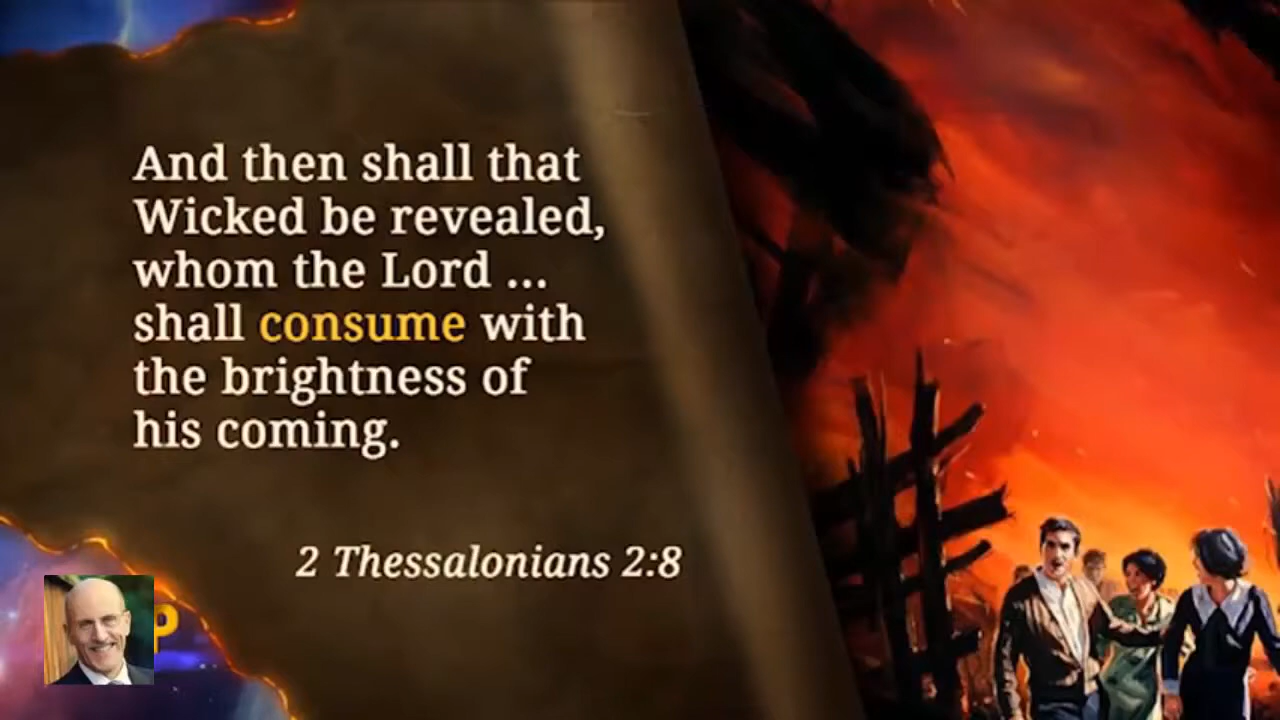 And then shall that
Wicked be revealed,
whom the Lord ...
shall consume with
the brightness of
his coming.
2 Thessalonians 2:8